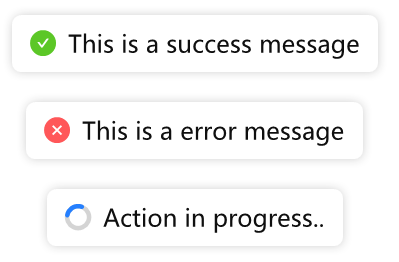 This is a success message
This is a error message
Action in progress..